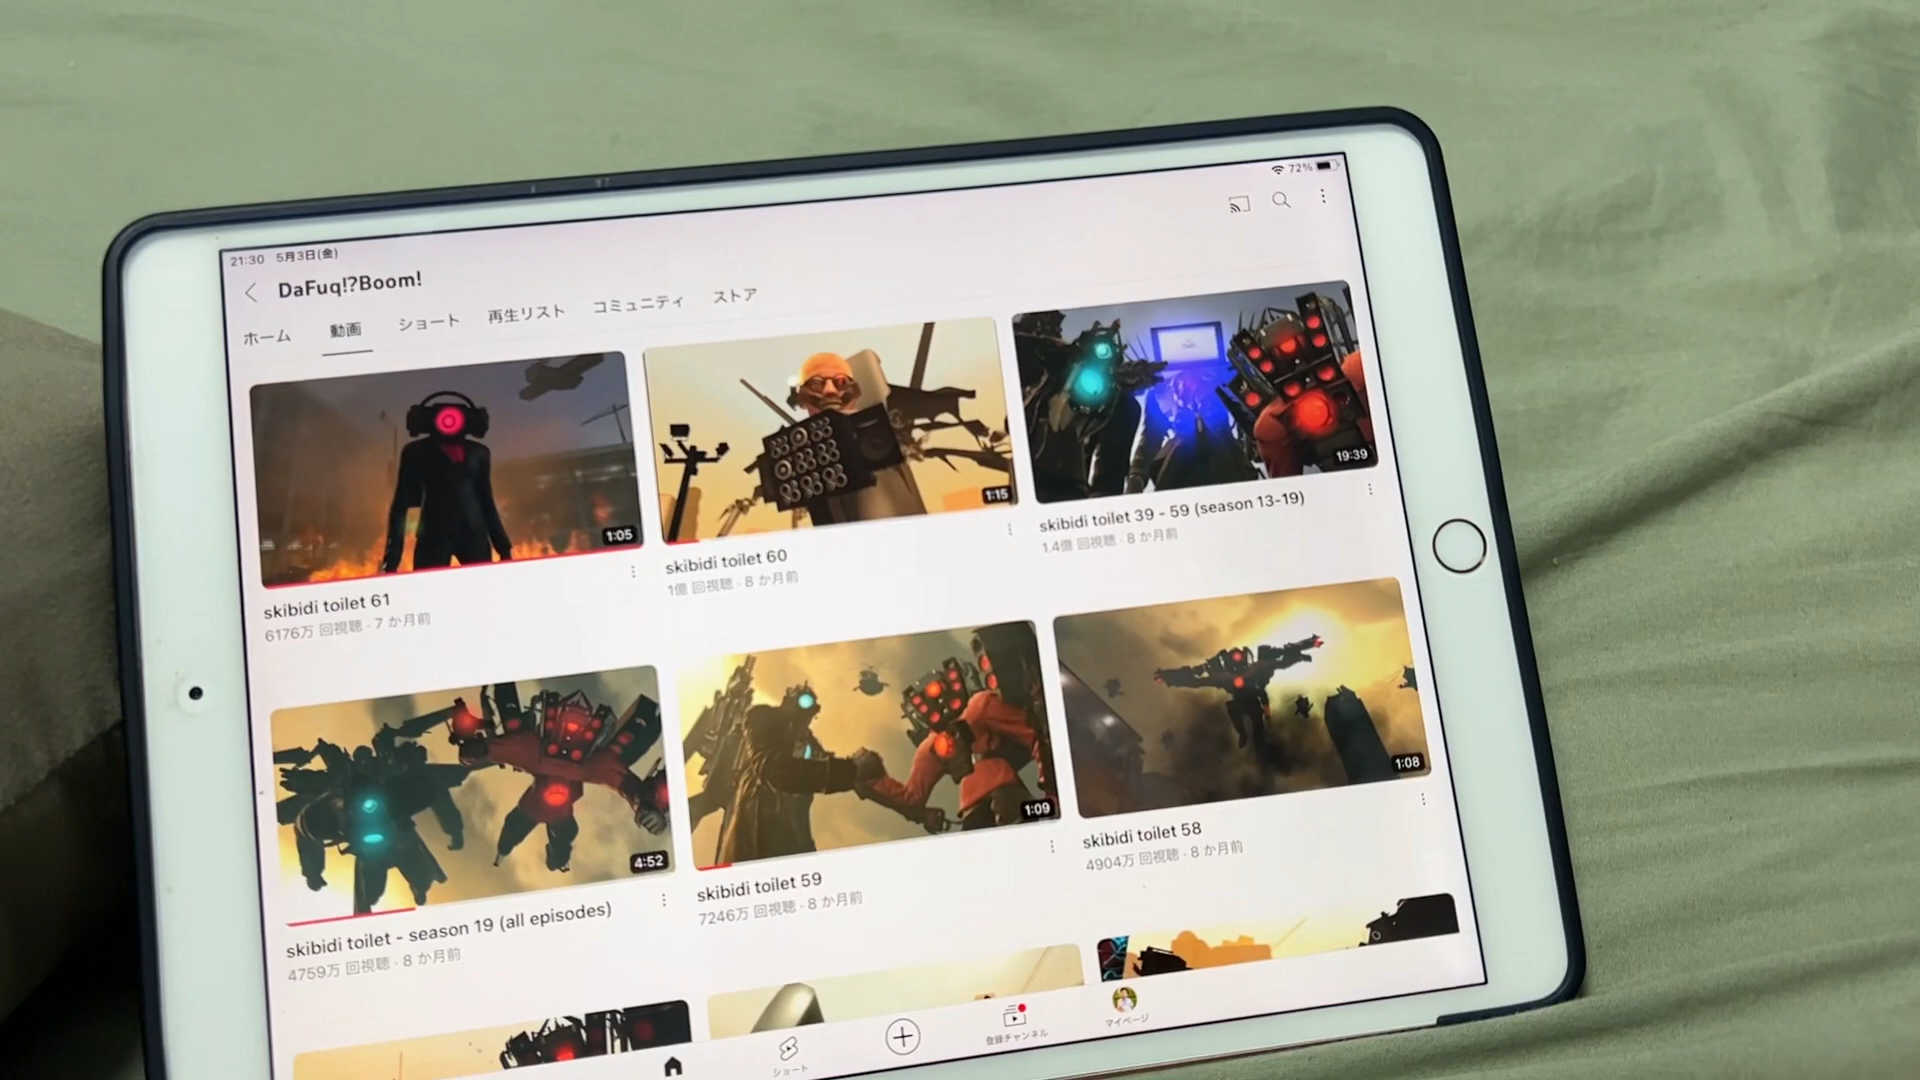 21:30 5月3日(金)
72%
DaFuq!?Boom!
ホーム 動画 ショート 再生リスト コミュニティ ストア
1:05
1:15
19:39
skibidi toilet 61
6176万 回視聴・7 か月前
skibidi toilet 60
1億 回視聴・8 か月前
skibidi toilet 39 - 59 (season 13-19)
1.4億 回視聴・8 か月前
4:52
1:09
1:08
skibidi toilet - season 19 (all episodes)
4759万 回視聴・8 か月前
skibidi toilet 59
7246万 回視聴・8 か月前
skibidi toilet 58
4904万 回視聴・8 か月前
ショート
登録チャンネル
マイページ